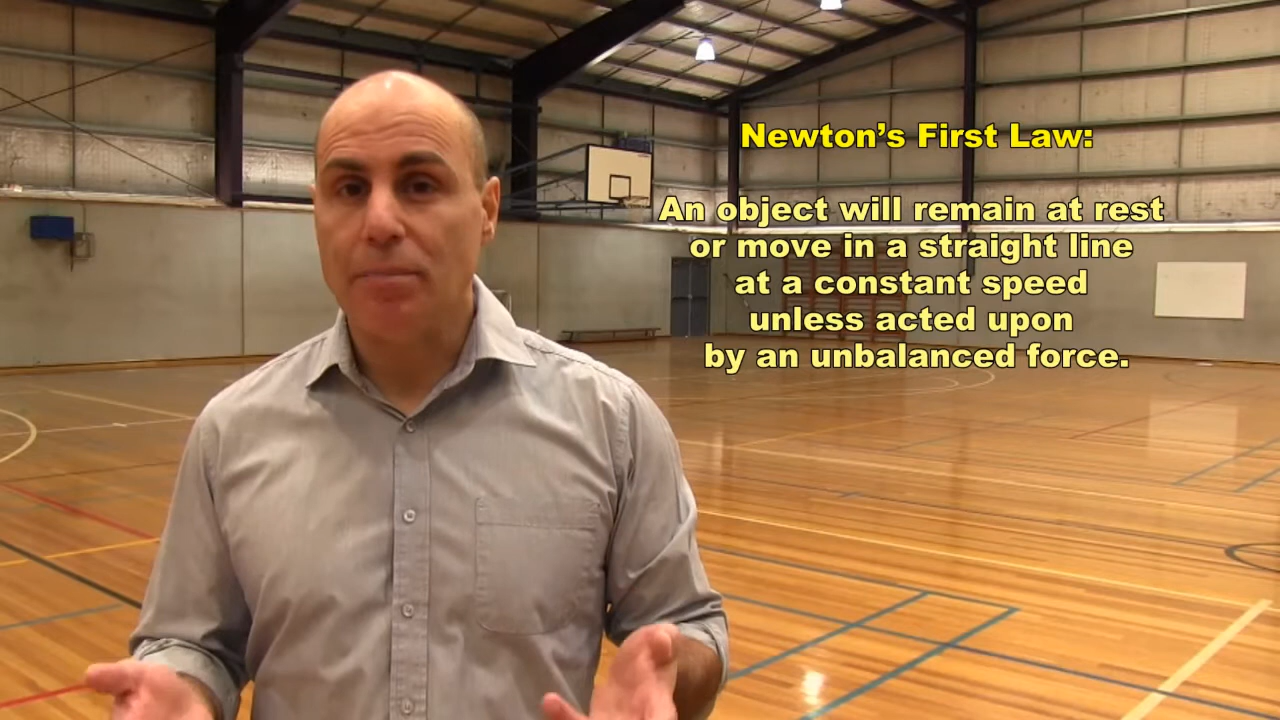 Newton’s First Law:
An object will remain at rest
or move in a straight line
at a constant speed
unless acted upon
by an unbalanced force.